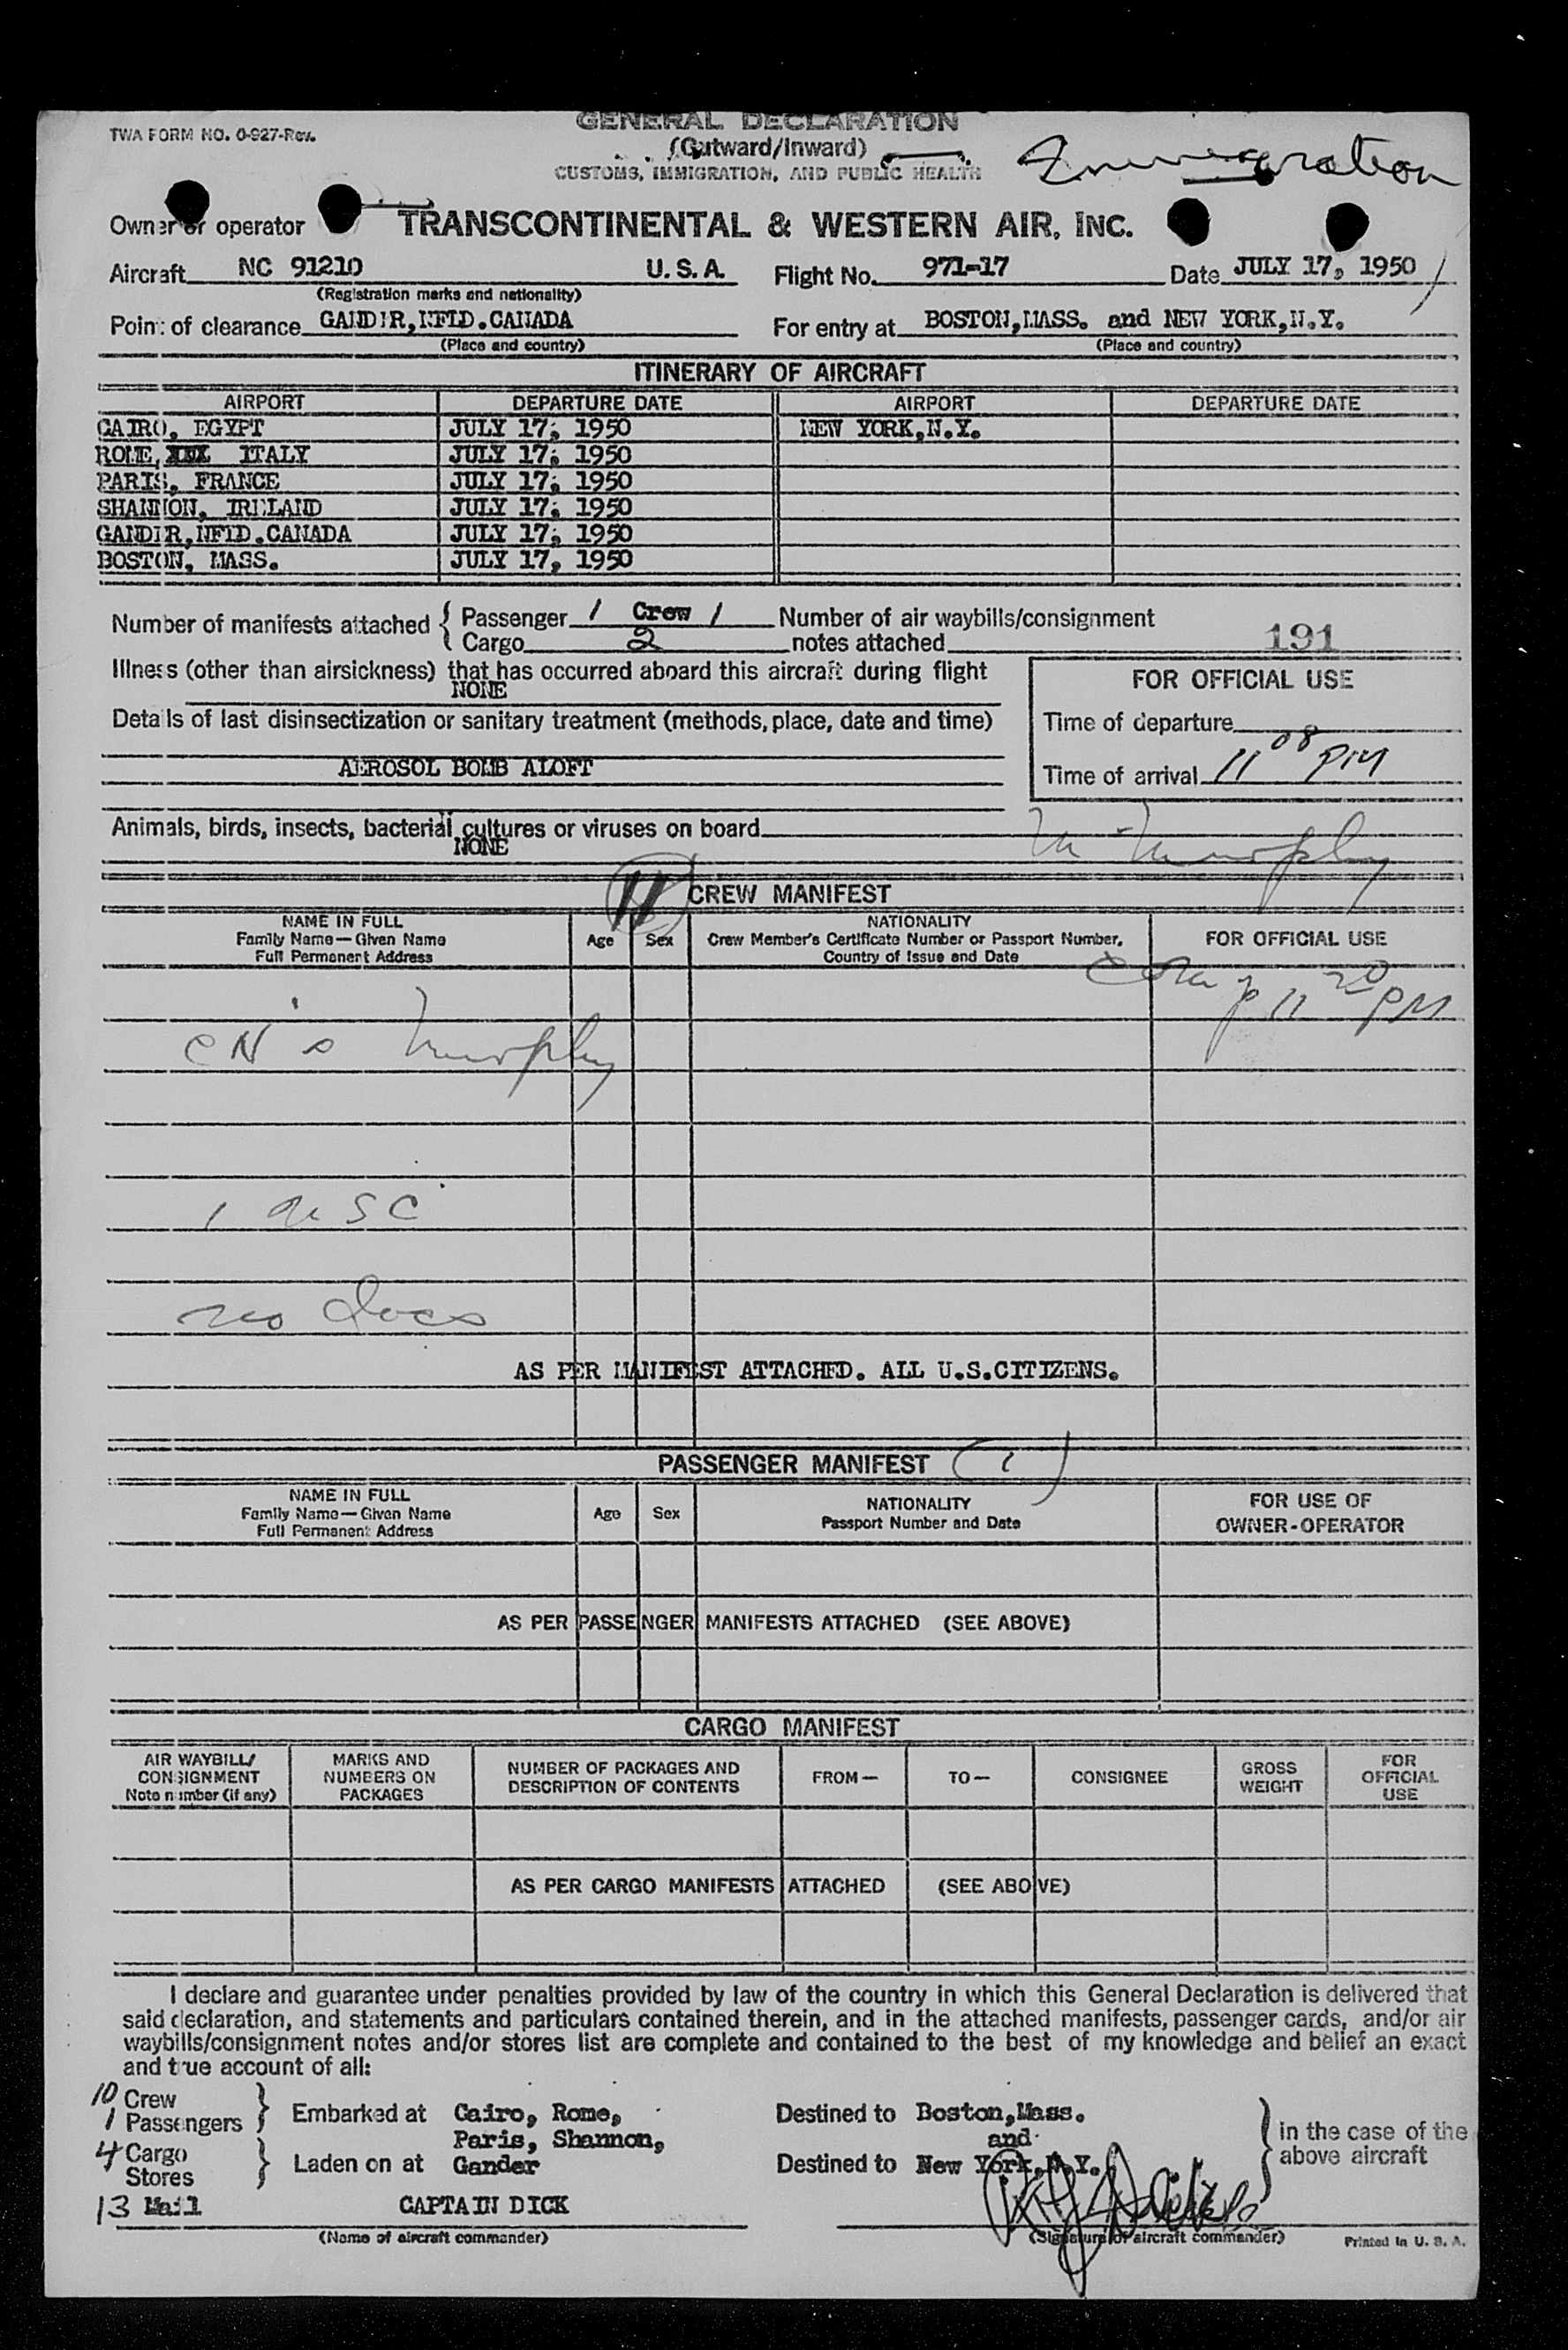 TWA FORM NO. 0-927-Rev.
GENERAL DECLARATION
(Outward/Inward)
CUSTOMS, IMMIGRATION, AND PUBLIC HEALTH
Immigration
Owner or operator TRANSCONTINENTAL & WESTERN AIR, INC.
Aircraft NC 91210 U.S.A. Flight No. 971-17 Date JULY 17, 1950
(Registration marks and nationality)
Point of clearance GANDER,NFLD.CANADA For entry at BOSTON,MASS. and NEW YORK,N.Y.
(Place and country) (Place and country)
ITINERARY OF AIRCRAFT
AIRPORT DEPARTURE DATE AIRPORT DEPARTURE DATE
CAIRO, EGYPT JULY 17, 1950 NEW YORK,N.Y.
ROME, XXX ITALY JULY 17, 1950
PARIS, FRANCE JULY 17, 1950
SHANNON, IRELAND JULY 17, 1950
GANDER,NFLD.CANADA JULY 17, 1950
BOSTON, MASS. JULY 17, 1950
Number of manifests attached { Passenger 1 Crew 1 Number of air waybills/consignment
Cargo 2 notes attached 191
Illness (other than airsickness) that has occurred aboard this aircraft during flight
NONE
FOR OFFICIAL USE
Details of last disinsectization or sanitary treatment (methods, place, date and time)
Time of departure
AEROSOL BOMB ALOFT
Time of arrival 11 08 PM
Animals, birds, insects, bacterial cultures or viruses on board
NONE
M Murphy
11 CREW MANIFEST
NAME IN FULL
Family Name—Given Name
Full Permanent Address
Age Sex
NATIONALITY
Crew Member's Certificate Number or Passport Number,
Country of Issue and Date
FOR OFFICIAL USE
11 20 PM
Murphy
no docs
AS PER MANIFEST ATTACHED. ALL U.S.CITIZENS.
PASSENGER MANIFEST (1)
NAME IN FULL
Family Name—Given Name
Full Permanent Address
Age Sex
NATIONALITY
Passport Number and Date
FOR USE OF
OWNER-OPERATOR
AS PER PASSENGER MANIFESTS ATTACHED (SEE ABOVE)
CARGO MANIFEST
AIR WAYBILL/
CONSIGNMENT
Note number (if any)
MARKS AND
NUMBERS ON
PACKAGES
NUMBER OF PACKAGES AND
DESCRIPTION OF CONTENTS
FROM—
TO—
CONSIGNEE
GROSS
WEIGHT
FOR
OFFICIAL
USE
AS PER CARGO MANIFESTS ATTACHED (SEE ABOVE)
I declare and guarantee under penalties provided by law of the country in which this General Declaration is delivered that
said declaration, and statements and particulars contained therein, and in the attached manifests, passenger cards, and/or air
waybills/consignment notes and/or stores list are complete and contained to the best of my knowledge and belief an exact
and true account of all:
10 Crew
1 Passengers } Embarked at Cairo, Rome, Destined to Boston,Mass.
Paris, Shannon, and
4 Cargo
Stores } Laden on at Gander Destined to New York,N.Y.
} in the case of the
above aircraft
13 Mail CAPTAIN DICK
(Name of aircraft commander) (Signature of aircraft commander) Printed in U. S. A.